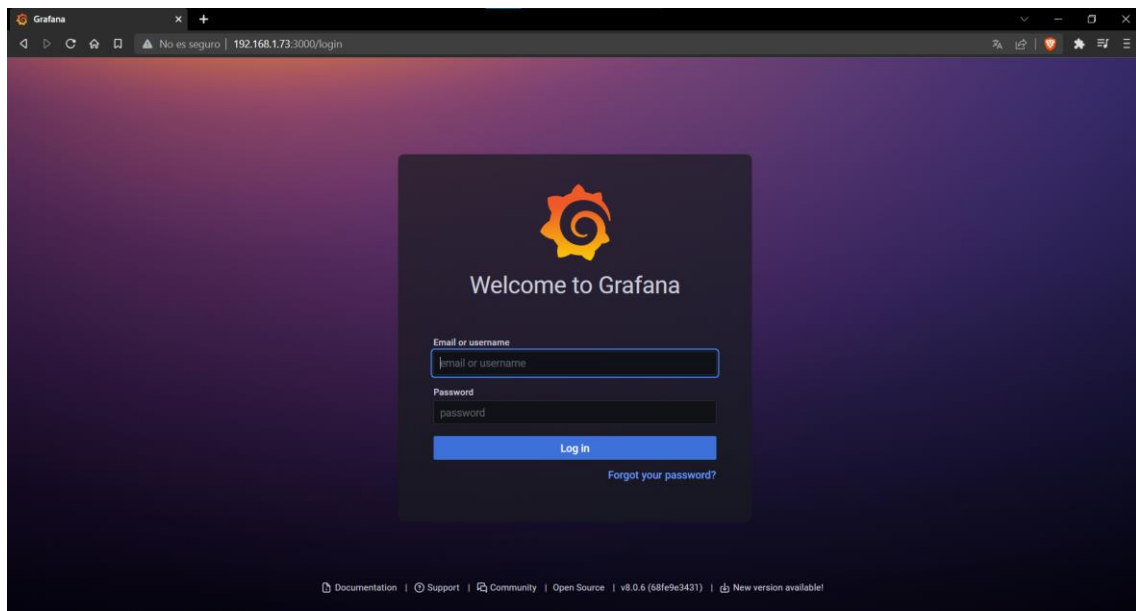 Grafana
No es seguro | 192.168.1.73:3000/login
Welcome to Grafana
Email or username
email or username
Password
password
Log in
Forgot your password?
Documentation | Support | Community | Open Source | v8.0.6 (68fe9e3431) | New version available!